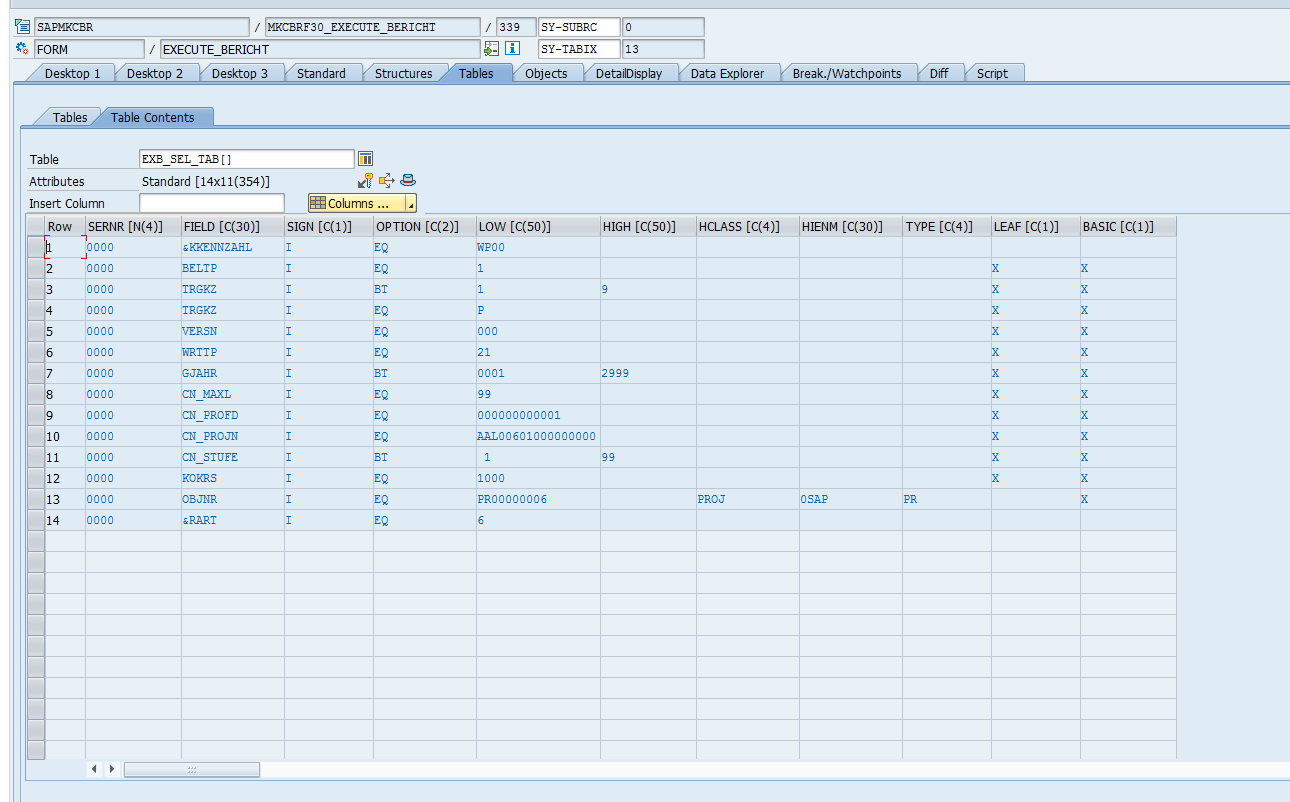 SAPMKCBR / MKCBRF30_EXECUTE_BERICHT / 339 SY-SUBRC 0
FORM / EXECUTE_BERICHT SY-TABIX 13
Desktop 1 Desktop 2 Desktop 3 Standard Structures Tables Objects DetailDisplay Data Explorer Break./Watchpoints Diff Script
Tables Table Contents
Table EXB_SEL_TAB[]
Attributes Standard [14x11(354)]
Insert Column Columns ...
Row SERNR [N(4)] FIELD [C(30)] SIGN [C(1)] OPTION [C(2)] LOW [C(50)] HIGH [C(50)] HCLASS [C(4)] HIENM [C(30)] TYPE [C(4)] LEAF [C(1)] BASIC [C(1)]
1 0000 &KKENNZAHL I EQ WP00
2 0000 BELTP I EQ 1 X X
3 0000 TRGKZ I BT 1 9 X X
4 0000 TRGKZ I EQ P X X
5 0000 VERSN I EQ 000 X X
6 0000 WRTTP I EQ 21 X X
7 0000 GJAHR I BT 0001 2999 X X
8 0000 CN_MAXL I EQ 99 X X
9 0000 CN_PROFD I EQ 000000000001 X X
10 0000 CN_PROJN I EQ AAL00601000000000 X X
11 0000 CN_STUFE I BT 1 99 X X
12 0000 KOKRS I EQ 1000 X X
13 0000 OBJNR I EQ PR00000006 PROJ 0SAP PR X
14 0000 &RART I EQ 6